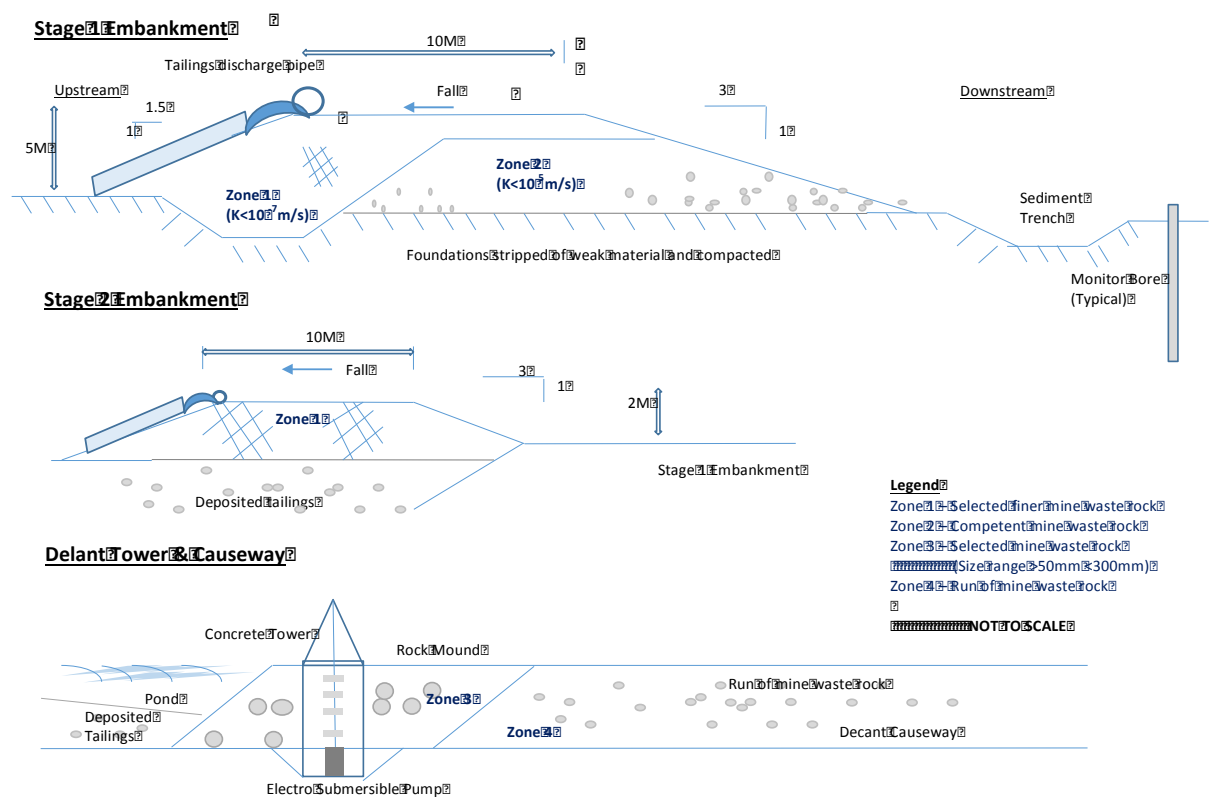 Stage 1 Embankment
10M
Tailings discharge pipe
Upstream
Fall
3
Downstream
1.5
1
1
5M
Zone 2
(K<10⁻⁵m/s)
Zone 1
(K<10⁻⁷m/s)
Sediment
Trench
Foundations stripped of weak material and compacted
Monitor Bore
(Typical)
Stage 2 Embankment
10M
Fall
3
1
2M
Zone 1
Stage 1 Embankment
Deposited tailings
Legend
Zone 1 – Selected finer mine waste rock
Zone 2 – Competent mine waste rock
Zone 3 – Selected mine waste rock
(Size range >50mm <300mm)
Zone 4 – Run of mine waste rock
NOT TO SCALE
Delant Tower & Causeway
Concrete Tower
Rock Mound
Run of mine waste rock
Pond
Zone 3
Deposited
Tailings
Zone 4
Decant Causeway
Electro Submersible Pump